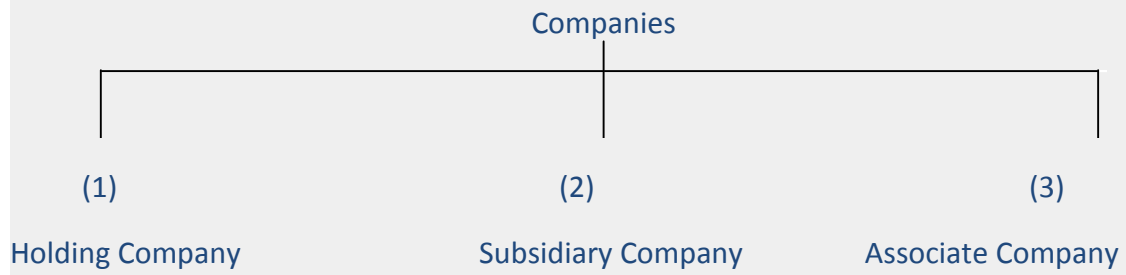 Companies
(1) (2) (3)
Holding Company Subsidiary Company Associate Company